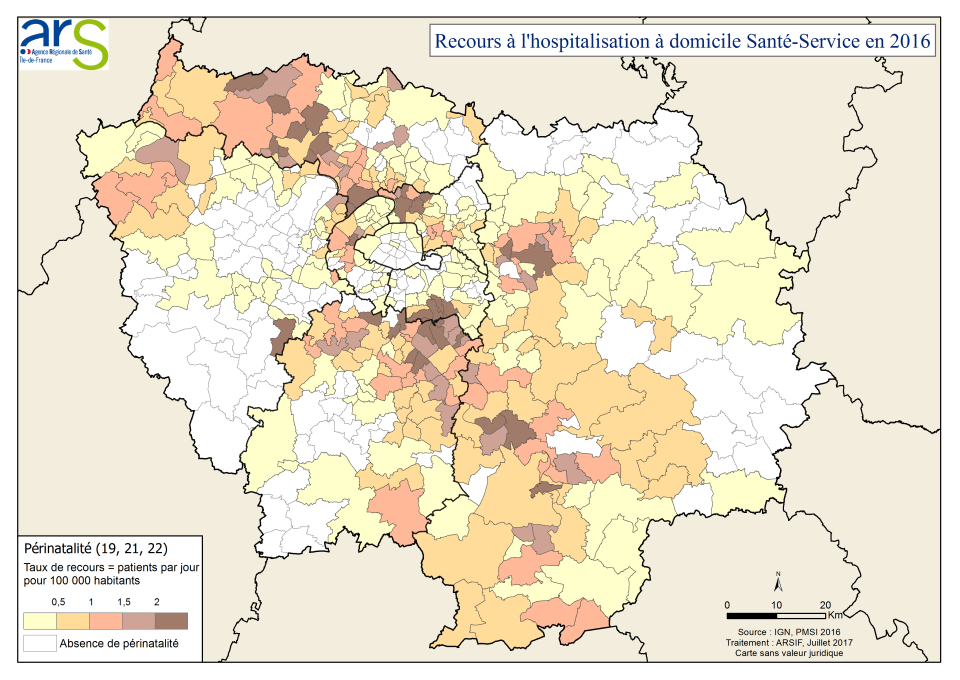 ars
Agence Régionale de Santé
Île-de-France
Recours à l'hospitalisation à domicile Santé-Service en 2016
Périnatalité (19, 21, 22)
Taux de recours = patients par jour
pour 100 000 habitants
0,5 1 1,5 2
Absence de périnatalité
N
0 10 20
Km
Source : IGN, PMSI 2016
Traitement : ARSIF, Juillet 2017
Carte sans valeur juridique